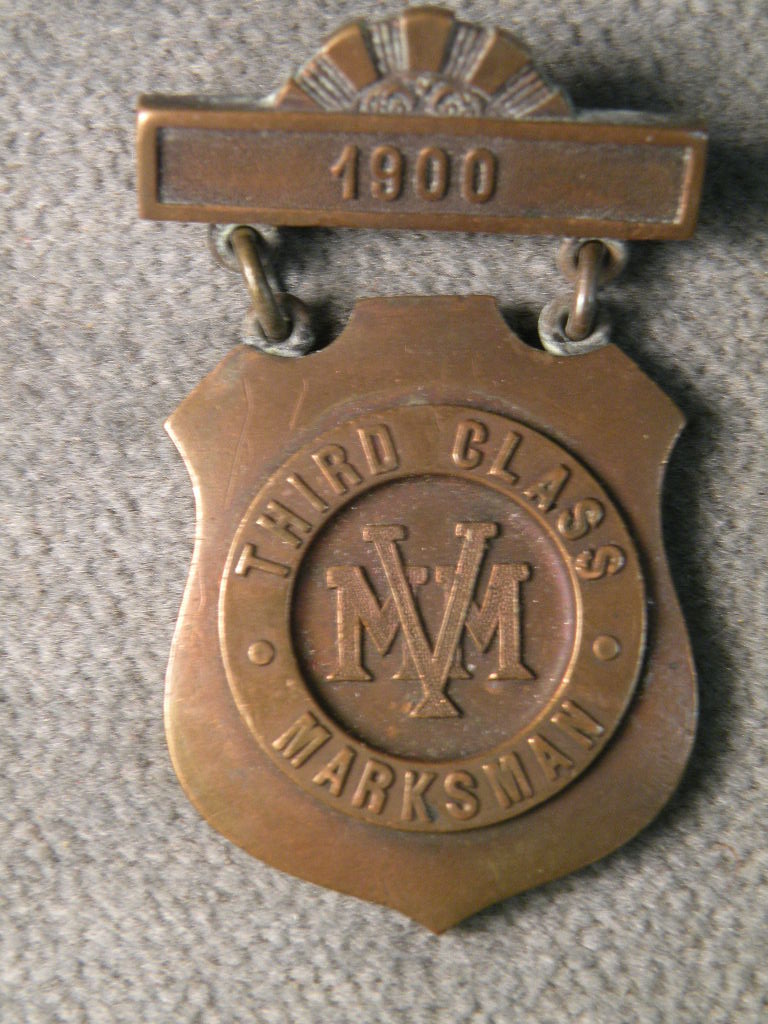 1900
THIRD CLASS
MVM
MARKSMAN